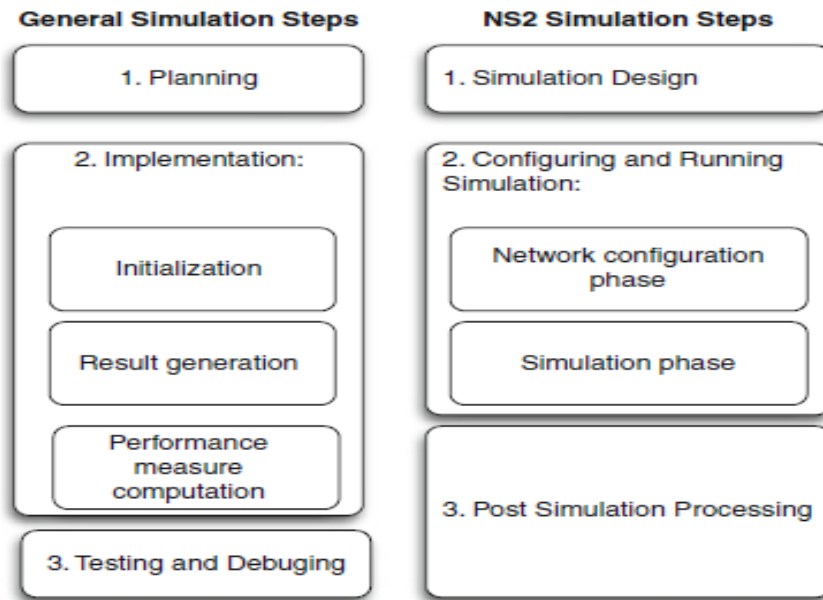 General Simulation Steps
1. Planning
2. Implementation:
Initialization
Result generation
Performance
measure
computation
3. Testing and Debuging
NS2 Simulation Steps
1. Simulation Design
2. Configuring and Running
Simulation:
Network configuration
phase
Simulation phase
3. Post Simulation Processing